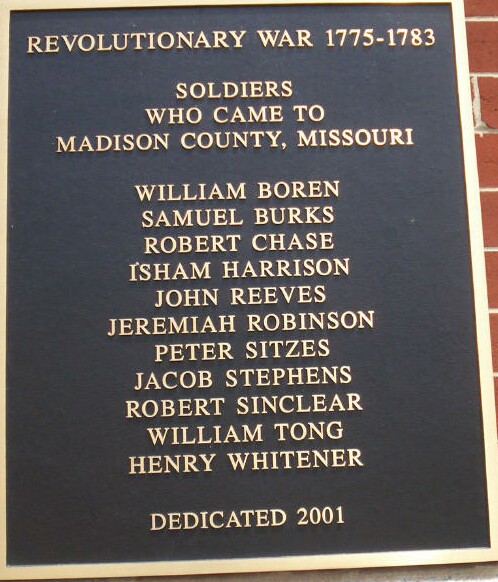 REVOLUTIONARY WAR 1775-1783
SOLDIERS
WHO CAME TO
MADISON COUNTY, MISSOURI
WILLIAM BOREN
SAMUEL BURKS
ROBERT CHASE
ISHAM HARRISON
JOHN REEVES
JEREMIAH ROBINSON
PETER SITZES
JACOB STEPHENS
ROBERT SINCLEAR
WILLIAM TONG
HENRY WHITENER
DEDICATED 2001